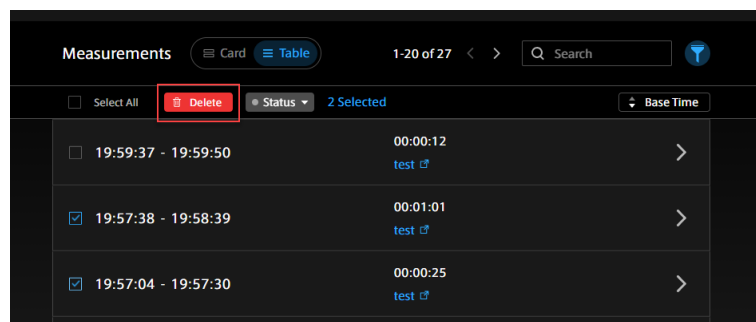 Measurements Card Table 1-20 of 27 Search
Select All Delete Status 2 Selected Base Time
19:59:37 - 19:59:50
00:00:12
test
19:57:38 - 19:58:39
00:01:01
test
19:57:04 - 19:57:30
00:00:25
test